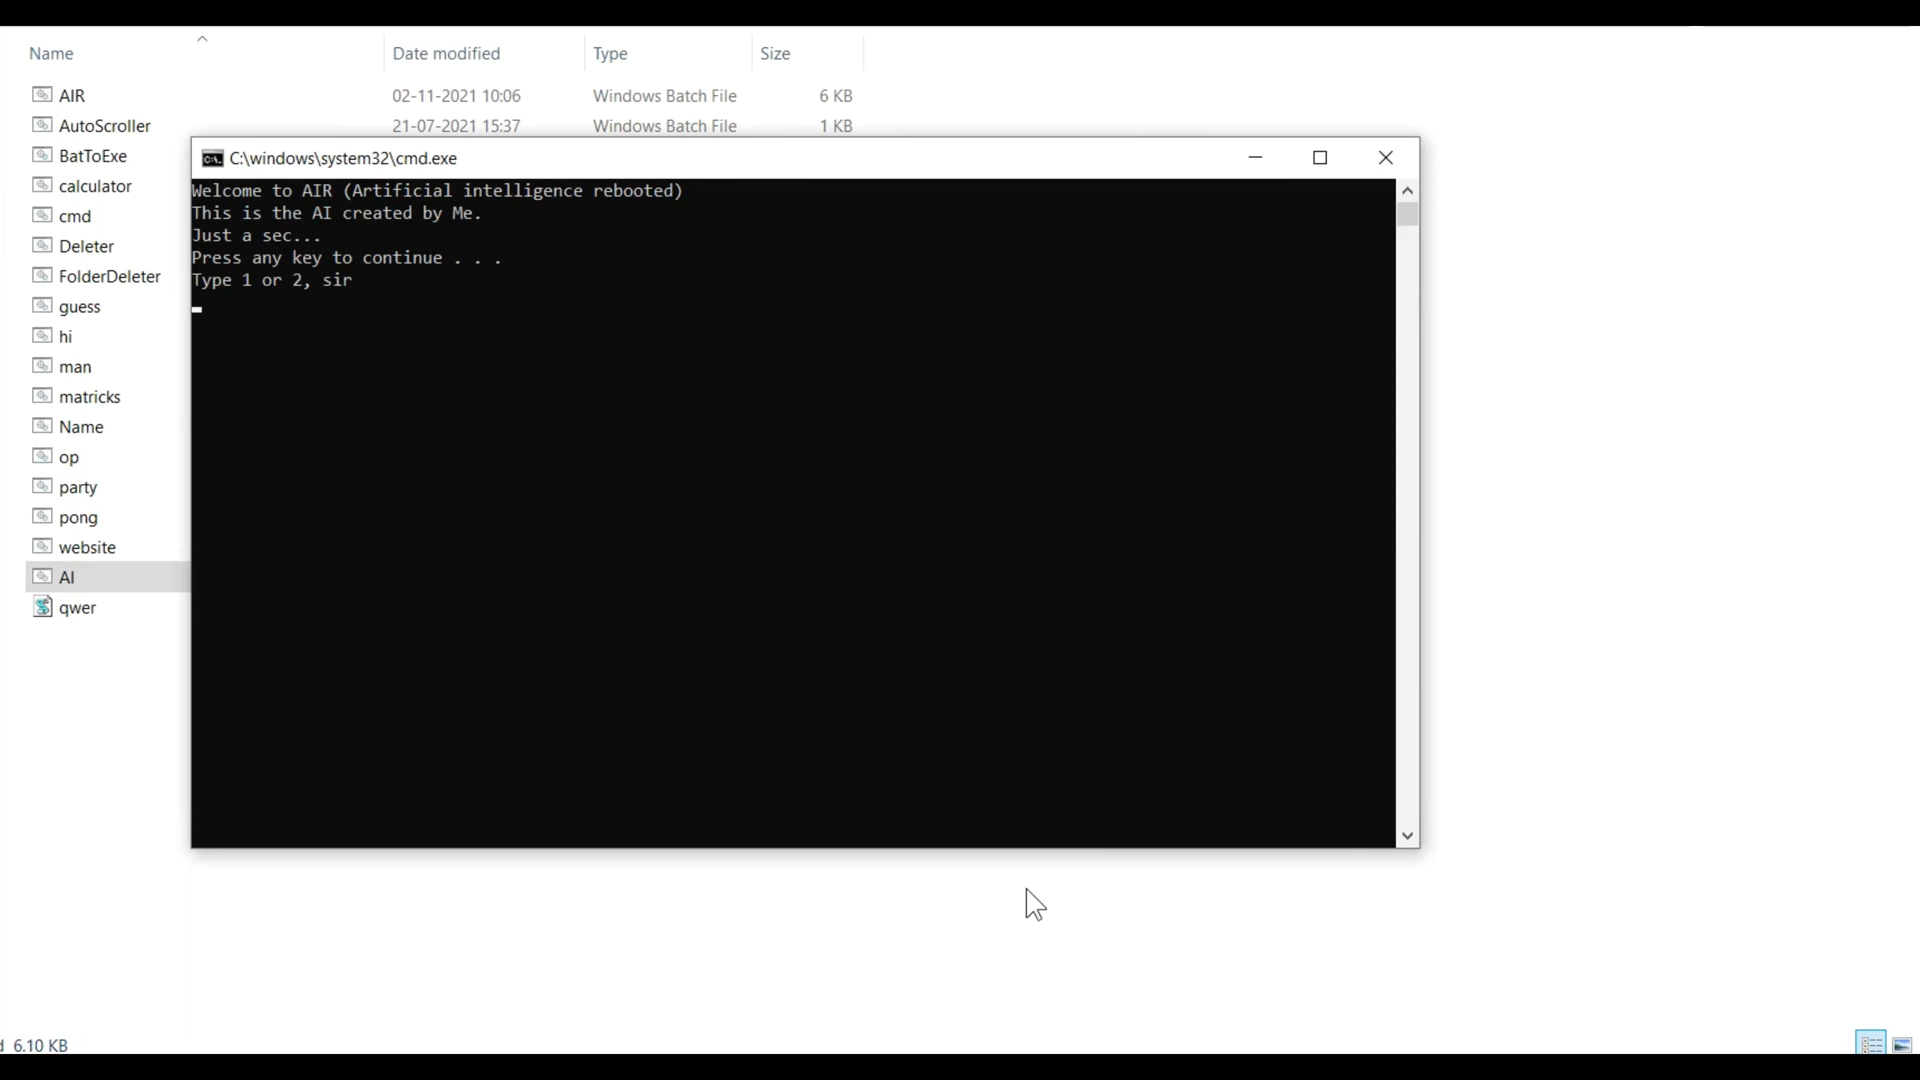 Name Date modified Type Size
AIR 02-11-2021 10:06 Windows Batch File 6 KB
AutoScroller 21-07-2021 15:37 Windows Batch File 1 KB
BatToExe
calculator
cmd
Deleter
FolderDeleter
guess
hi
man
matricks
Name
op
party
pong
website
AI
qwer
C:\windows\system32\cmd.exe
Welcome to AIR (Artificial intelligence rebooted)
This is the AI created by Me.
Just a sec...
Press any key to continue . . .
Type 1 or 2, sir
6.10 KB